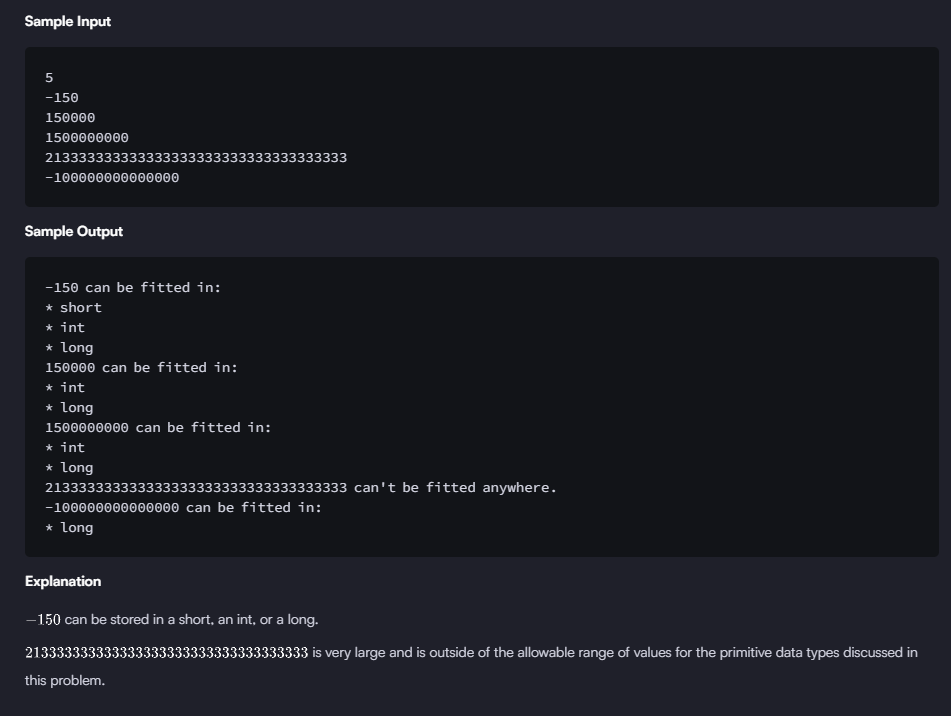 Sample Input
5
-150
150000
1500000000
213333333333333333333333333333333333
-100000000000000
Sample Output
-150 can be fitted in:
* short
* int
* long
150000 can be fitted in:
* int
* long
1500000000 can be fitted in:
* int
* long
213333333333333333333333333333333333 can't be fitted anywhere.
-100000000000000 can be fitted in:
* long
Explanation
−150 can be stored in a short, an int, or a long.
213333333333333333333333333333333333 is very large and is outside of the allowable range of values for the primitive data types discussed in
this problem.